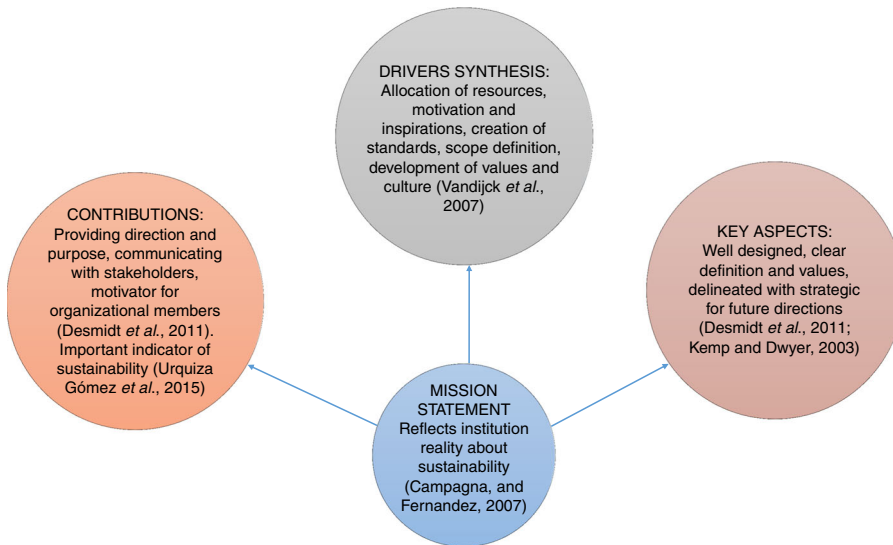 DRIVERS SYNTHESIS:
Allocation of resources,
motivation and
inspirations, creation of
standards, scope definition,
development of values and
culture (Vandijck et al.,
2007)
CONTRIBUTIONS:
Providing direction and
purpose, communicating
with stakeholders,
motivator for
organizational members
(Desmidt et al., 2011).
Important indicator of
sustainability (Urquiza
Gómez et al., 2015)
KEY ASPECTS:
Well designed, clear
definition and values,
delineated with strategic
for future directions
(Desmidt et al., 2011;
Kemp and Dwyer, 2003)
MISSION
STATEMENT
Reflects institution
reality about
sustainability
(Campagna, and
Fernandez, 2007)